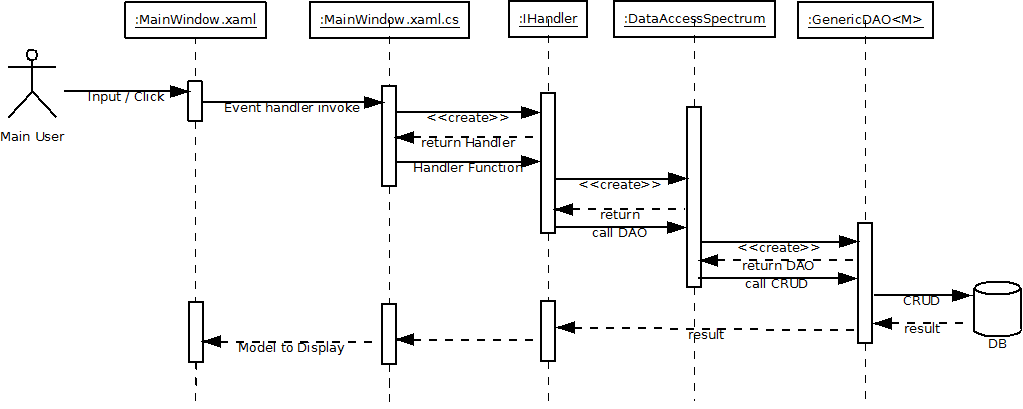 :MainWindow.xaml
:MainWindow.xaml.cs
:IHandler
:DataAccessSpectrum
:GenericDAO<M>
Main User
Input / Click
Event handler invoke
<<create>>
return Handler
Handler Function
<<create>>
return
call DAO
<<create>>
return DAO
call CRUD
CRUD
result
DB
result
Model to Display